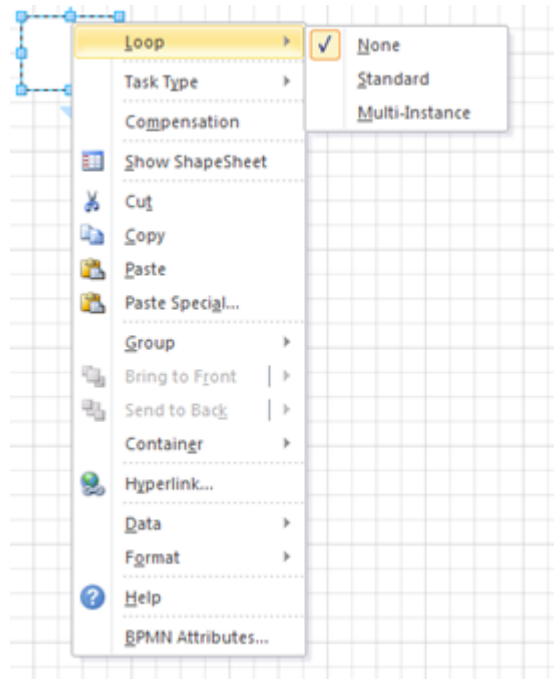 Loop
None
Task Type
Standard
Multi-Instance
Compensation
Show ShapeSheet
Cut
Copy
Paste
Paste Special...
Group
Bring to Front
Send to Back
Container
Hyperlink...
Data
Format
Help
BPMN Attributes...